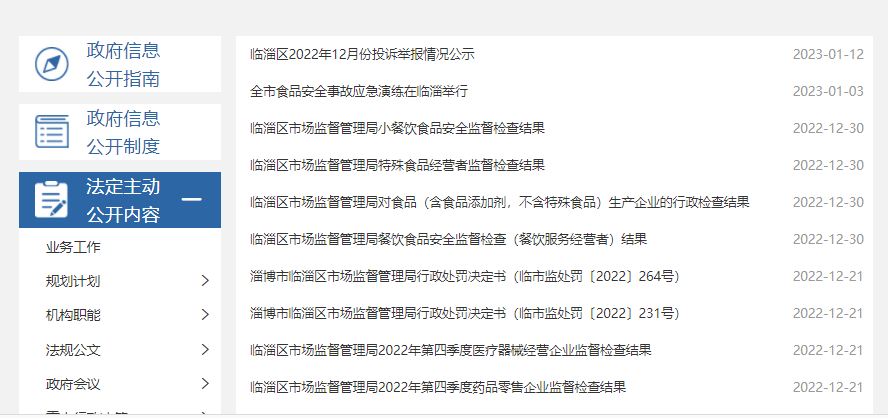 政府信息
公开指南
政府信息
公开制度
法定主动
公开内容
业务工作
规划计划
机构职能
法规公文
政府会议
临淄区2022年12月份投诉举报情况公示 2023-01-12
全市食品安全事故应急演练在临淄举行 2023-01-03
临淄区市场监督管理局小餐饮食品安全监督检查结果 2022-12-30
临淄区市场监督管理局特殊食品经营者监督检查结果 2022-12-30
临淄区市场监督管理局对食品（含食品添加剂，不含特殊食品）生产企业的行政检查结果 2022-12-30
临淄区市场监督管理局餐饮食品安全监督检查（餐饮服务经营者）结果 2022-12-30
淄博市临淄区市场监督管理局行政处罚决定书（临市监处罚〔2022〕264号） 2022-12-21
淄博市临淄区市场监督管理局行政处罚决定书（临市监处罚〔2022〕231号） 2022-12-21
临淄区市场监督管理局2022年第四季度医疗器械经营企业监督检查结果 2022-12-21
临淄区市场监督管理局2022年第四季度药品零售企业监督检查结果 2022-12-21